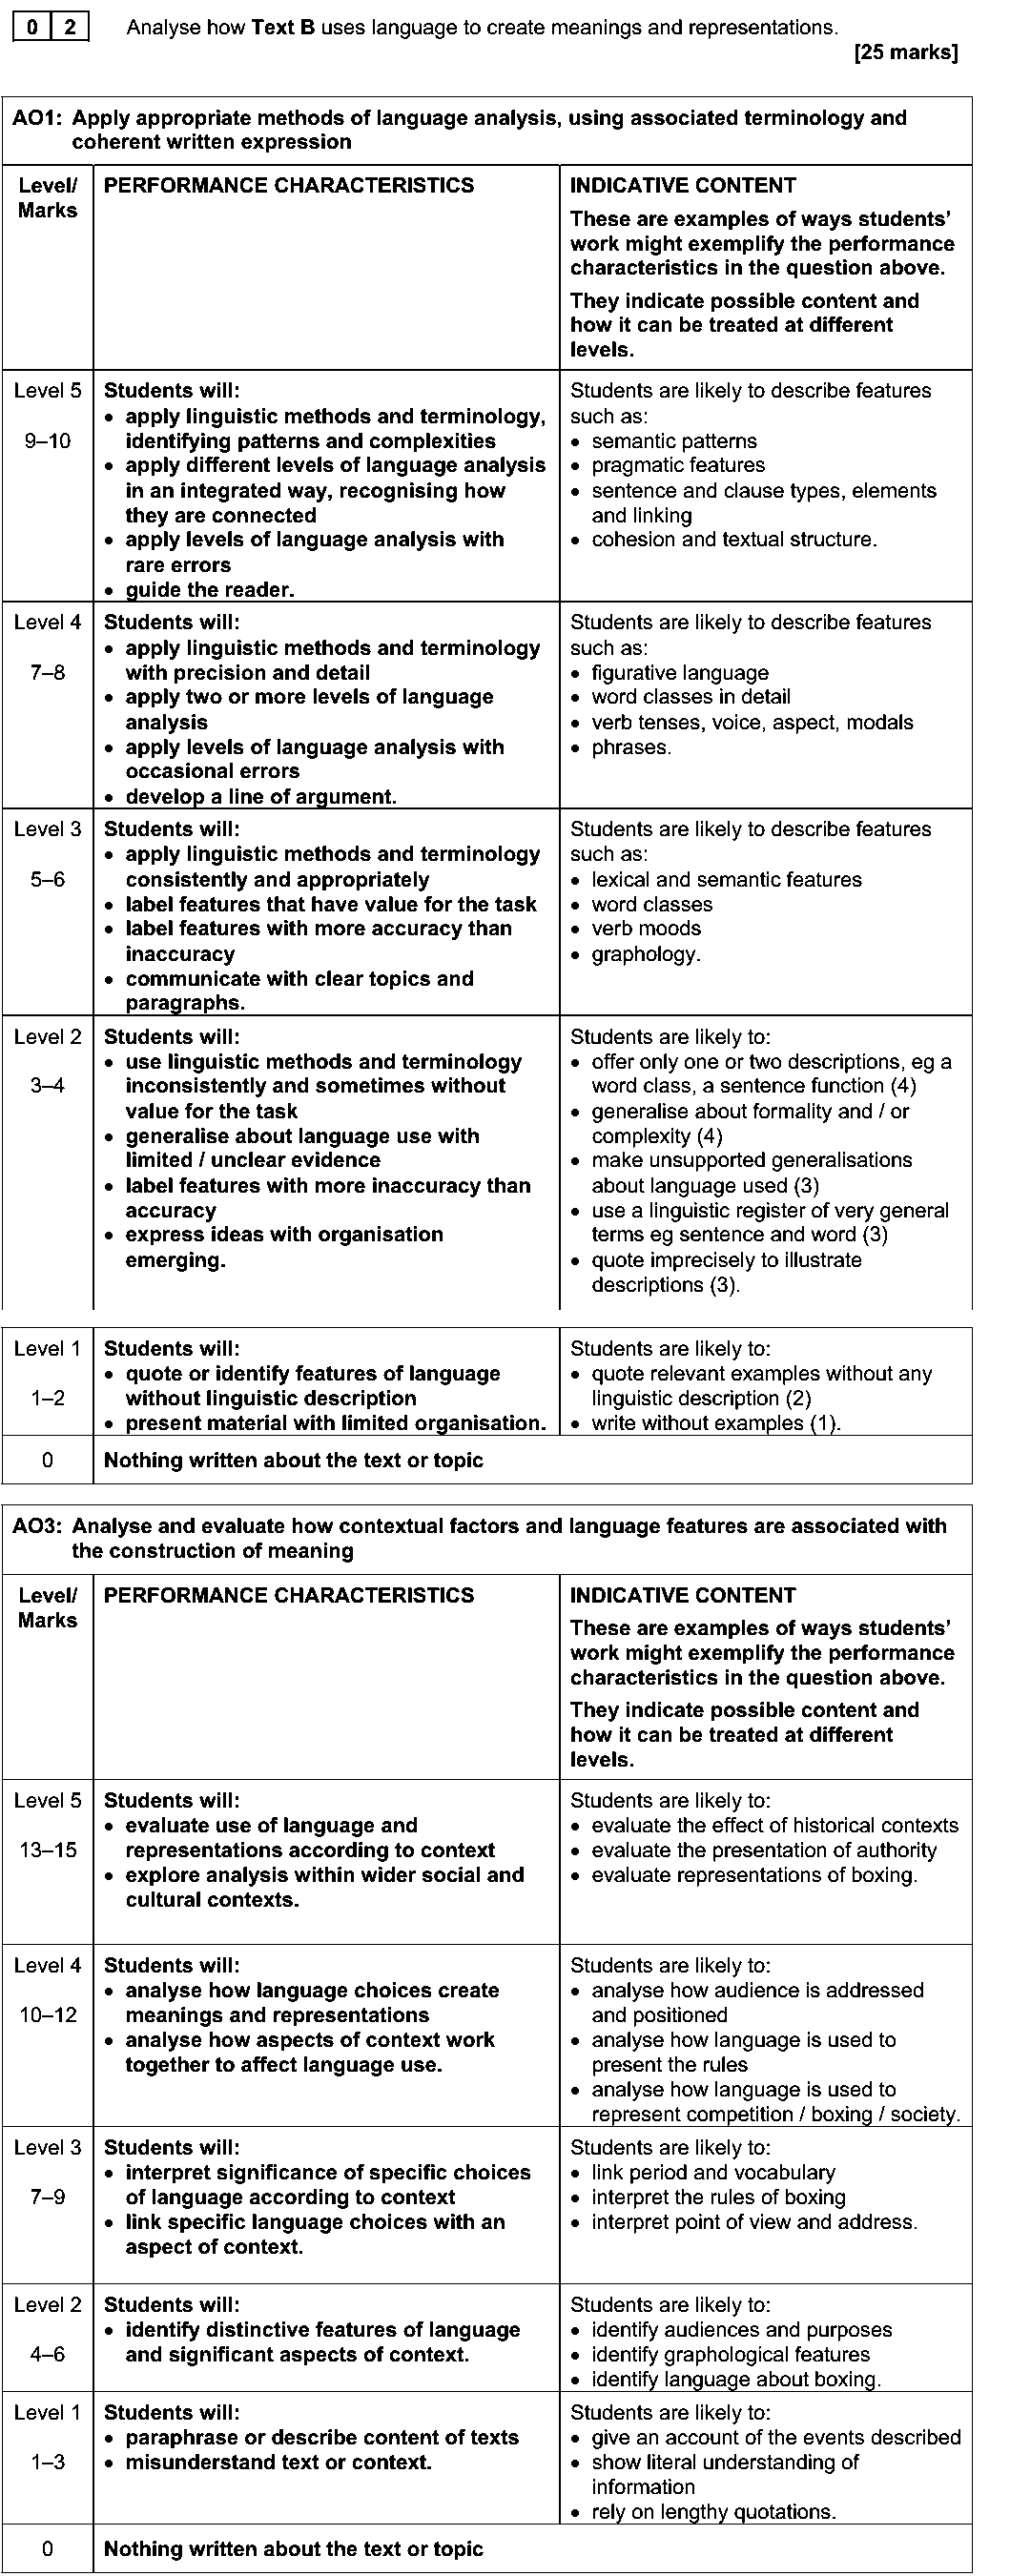 0 2 Analyse how Text B uses language to create meanings and representations.
[25 marks]
AO1: Apply appropriate methods of language analysis, using associated terminology and
coherent written expression
Level/
Marks
PERFORMANCE CHARACTERISTICS
INDICATIVE CONTENT
These are examples of ways students'
work might exemplify the performance
characteristics in the question above.
They indicate possible content and
how it can be treated at different
levels.
Level 5
9–10
Students will:
• apply linguistic methods and terminology,
identifying patterns and complexities
• apply different levels of language analysis
in an integrated way, recognising how
they are connected
• apply levels of language analysis with
rare errors
• guide the reader.
Students are likely to describe features
such as:
• semantic patterns
• pragmatic features
• sentence and clause types, elements
and linking
• cohesion and textual structure.
Level 4
7–8
Students will:
• apply linguistic methods and terminology
with precision and detail
• apply two or more levels of language
analysis
• apply levels of language analysis with
occasional errors
• develop a line of argument.
Students are likely to describe features
such as:
• figurative language
• word classes in detail
• verb tenses, voice, aspect, modals
• phrases.
Level 3
5–6
Students will:
• apply linguistic methods and terminology
consistently and appropriately
• label features that have value for the task
• label features with more accuracy than
inaccuracy
• communicate with clear topics and
paragraphs.
Students are likely to describe features
such as:
• lexical and semantic features
• word classes
• verb moods
• graphology.
Level 2
3–4
Students will:
• use linguistic methods and terminology
inconsistently and sometimes without
value for the task
• generalise about language use with
limited / unclear evidence
• label features with more inaccuracy than
accuracy
• express ideas with organisation
emerging.
Students are likely to:
• offer only one or two descriptions, eg a
word class, a sentence function (4)
• generalise about formality and / or
complexity (4)
• make unsupported generalisations
about language used (3)
• use a linguistic register of very general
terms eg sentence and word (3)
• quote imprecisely to illustrate
descriptions (3).
Level 1
1–2
Students will:
• quote or identify features of language
without linguistic description
• present material with limited organisation.
Students are likely to:
• quote relevant examples without any
linguistic description (2)
• write without examples (1).
0
Nothing written about the text or topic
AO3: Analyse and evaluate how contextual factors and language features are associated with
the construction of meaning
Level/
Marks
PERFORMANCE CHARACTERISTICS
INDICATIVE CONTENT
These are examples of ways students'
work might exemplify the performance
characteristics in the question above.
They indicate possible content and
how it can be treated at different
levels.
Level 5
13–15
Students will:
• evaluate use of language and
representations according to context
• explore analysis within wider social and
cultural contexts.
Students are likely to:
• evaluate the effect of historical contexts
• evaluate the presentation of authority
• evaluate representations of boxing.
Level 4
10–12
Students will:
• analyse how language choices create
meanings and representations
• analyse how aspects of context work
together to affect language use.
Students are likely to:
• analyse how audience is addressed
and positioned
• analyse how language is used to
present the rules
• analyse how language is used to
represent competition / boxing / society.
Level 3
7–9
Students will:
• interpret significance of specific choices
of language according to context
• link specific language choices with an
aspect of context.
Students are likely to:
• link period and vocabulary
• interpret the rules of boxing
• interpret point of view and address.
Level 2
4–6
Students will:
• identify distinctive features of language
and significant aspects of context.
Students are likely to:
• identify audiences and purposes
• identify graphological features
• identify language about boxing.
Level 1
1–3
Students will:
• paraphrase or describe content of texts
• misunderstand text or context.
Students are likely to:
• give an account of the events described
• show literal understanding of
information
• rely on lengthy quotations.
0
Nothing written about the text or topic